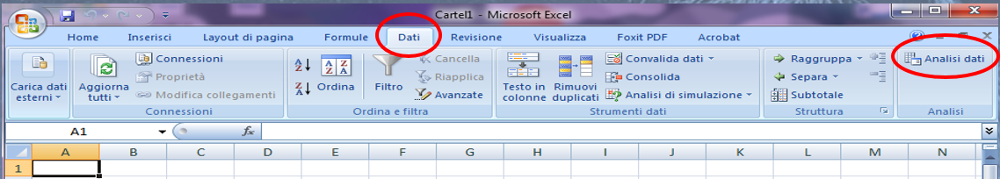 Cartel1 - Microsoft Excel
Home Inserisci Layout di pagina Formule Dati Revisione Visualizza Foxit PDF Acrobat
Carica dati esterni
Aggiorna tutti
Connessioni
Proprietà
Modifica collegamenti
Connessioni
A Z
Z A
A Z Z A
Ordina
Filtro
Cancella
Riapplica
Avanzate
Ordina e filtra
Testo in colonne
Rimuovi duplicati
Convalida dati
Consolida
Analisi di simulazione
Strumenti dati
Raggruppa
Separa
Subtotale
Struttura
Analisi dati
Analisi
A1 fx
A B C D E F G H I J K L M N
1